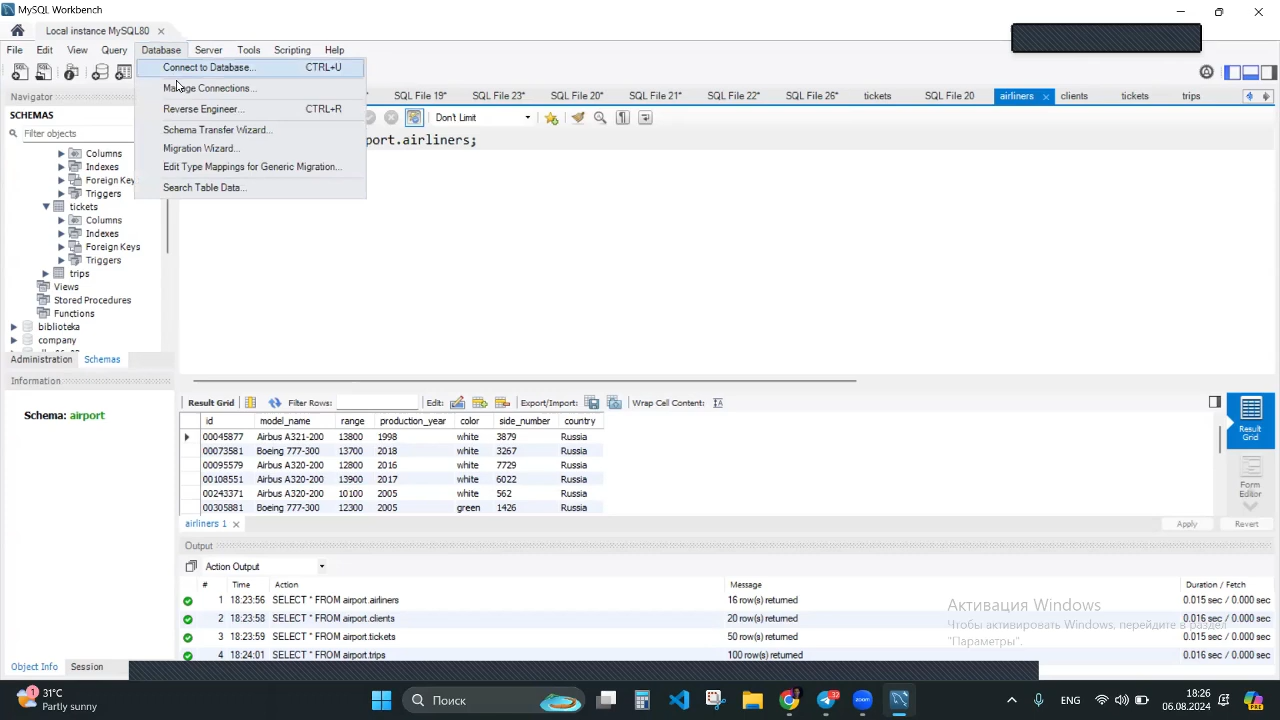 MySQL Workbench
Local instance MySQL80
File Edit View Query Database Server Tools Scripting Help
Connect to Database... CTRL+U
Manage Connections...
Reverse Engineer... CTRL+R
Schema Transfer Wizard...
Migration Wizard...
Edit Type Mappings for Generic Migration...
Search Table Data...
Navigator
SCHEMAS
Filter objects
Columns
Indexes
Foreign Key
Triggers
tickets
Columns
Indexes
Foreign Keys
Triggers
trips
Views
Stored Procedures
Functions
biblioteka
company
Administration Schemas
Information
Schema: airport
Object Info Session
SQL File 19* SQL File 23* SQL File 20* SQL File 21* SQL File 22* SQL File 26* tickets SQL File 20 airliners clients tickets trips
Don't Limit
port.airliners;
Result Grid Filter Rows: Edit: Export/Import: Wrap Cell Content:
id model_name range production_year color side_number country
00045877 Airbus A321-200 13800 1998 white 3879 Russia
00073581 Boeing 777-300 13700 2018 white 3267 Russia
00095579 Airbus A320-200 12800 2016 white 7729 Russia
00108551 Airbus A320-200 13900 2017 white 6022 Russia
00243371 Airbus A320-200 10100 2005 white 562 Russia
00305881 Boeing 777-300 12300 2005 green 1426 Russia
Result
Grid
Form
Editor
airliners 1
Apply Revert
Output
Action Output
# Time Action Message Duration / Fetch
1 18:23:56 SELECT * FROM airport.airliners 16 row(s) returned 0.015 sec / 0.000 sec
2 18:23:58 SELECT * FROM airport.clients 20 row(s) returned 0.016 sec / 0.000 sec
3 18:23:59 SELECT * FROM airport.tickets 50 row(s) returned 0.015 sec / 0.000 sec
4 18:24:01 SELECT * FROM airport.trips 100 row(s) returned 0.016 sec / 0.000 sec
Активация Windows
Чтобы активировать Windows, перейдите в раздел
"Параметры".
1
31°C
Partly sunny
Поиск
32
ENG
18:26
06.08.2024